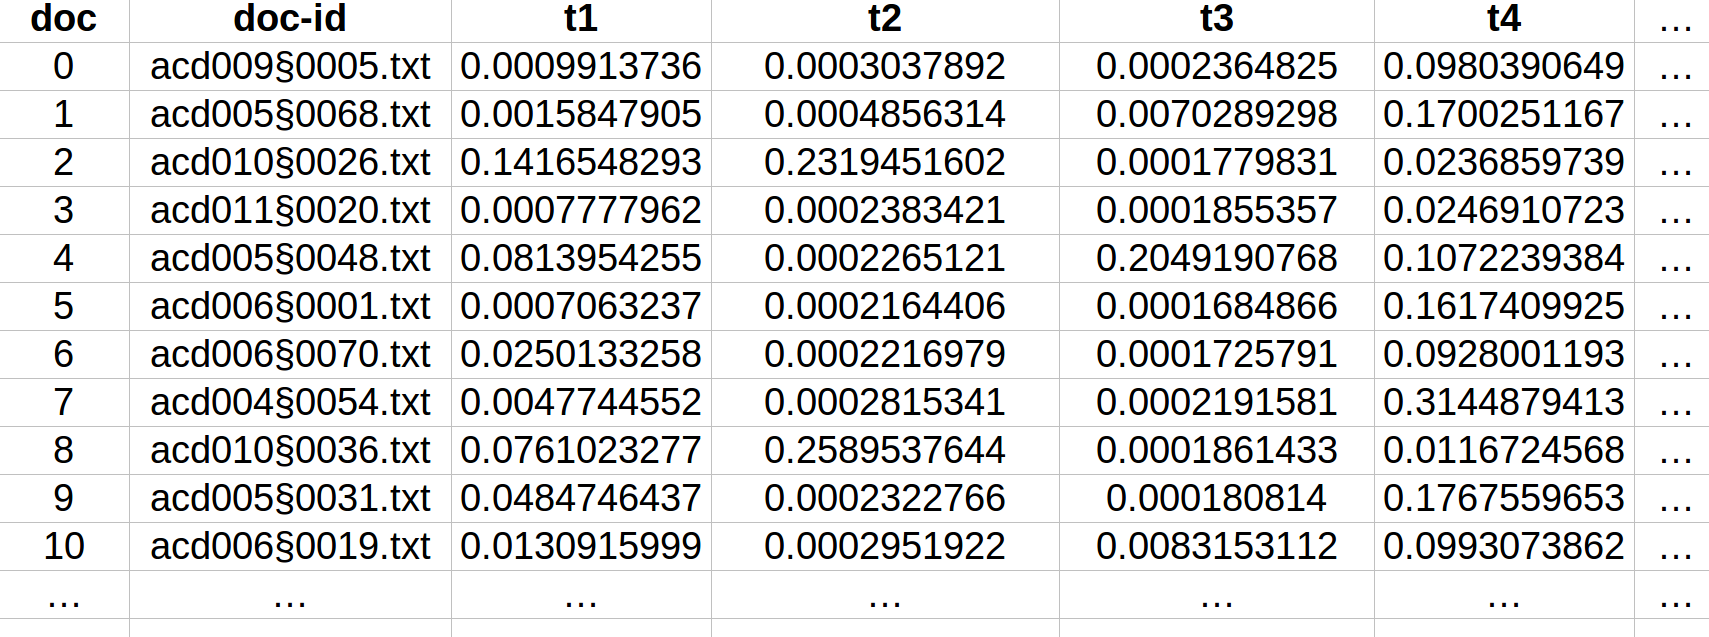 doc doc-id t1 t2 t3 t4 ...
0 acd009§0005.txt 0.0009913736 0.0003037892 0.0002364825 0.0980390649 ...
1 acd005§0068.txt 0.0015847905 0.0004856314 0.0070289298 0.1700251167 ...
2 acd010§0026.txt 0.1416548293 0.2319451602 0.0001779831 0.0236859739 ...
3 acd011§0020.txt 0.0007777962 0.0002383421 0.0001855357 0.0246910723 ...
4 acd005§0048.txt 0.0813954255 0.0002265121 0.2049190768 0.1072239384 ...
5 acd006§0001.txt 0.0007063237 0.0002164406 0.0001684866 0.1617409925 ...
6 acd006§0070.txt 0.0250133258 0.0002216979 0.0001725791 0.0928001193 ...
7 acd004§0054.txt 0.0047744552 0.0002815341 0.0002191581 0.3144879413 ...
8 acd010§0036.txt 0.0761023277 0.2589537644 0.0001861433 0.0116724568 ...
9 acd005§0031.txt 0.0484746437 0.0002322766 0.000180814 0.1767559653 ...
10 acd006§0019.txt 0.0130915999 0.0002951922 0.0083153112 0.0993073862 ...
... ... ... ... ... ... ...